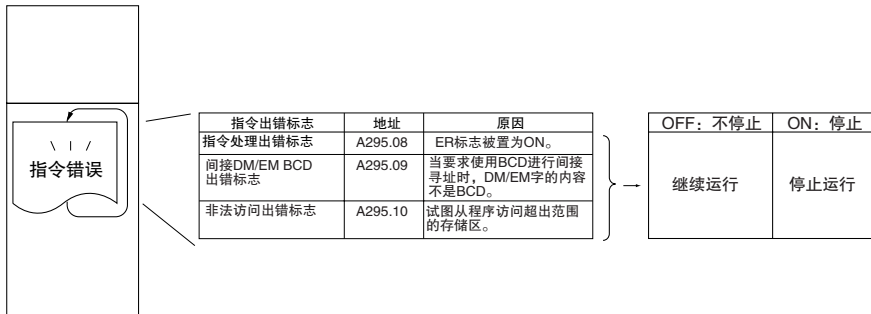 指令错误
指令出错标志 地址 原因
指令处理出错标志 A295.08 ER标志被置为ON。
间接DM/EM BCD
出错标志
A295.09
当要求使用BCD进行间接
寻址时，DM/EM字的内容
不是BCD。
非法访问出错标志 A295.10 试图从程序访问超出范围
的存储区。
OFF：不停止 ON：停止
继续运行 停止运行